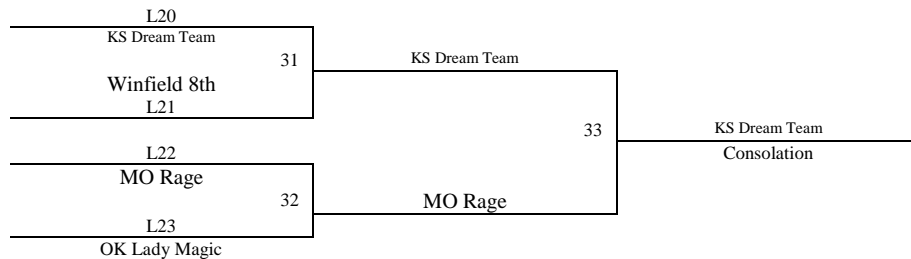 L20
KS Dream Team
31
KS Dream Team
Winfield 8th
L21
33
KS Dream Team
Consolation
L22
MO Rage
32
MO Rage
L23
OK Lady Magic